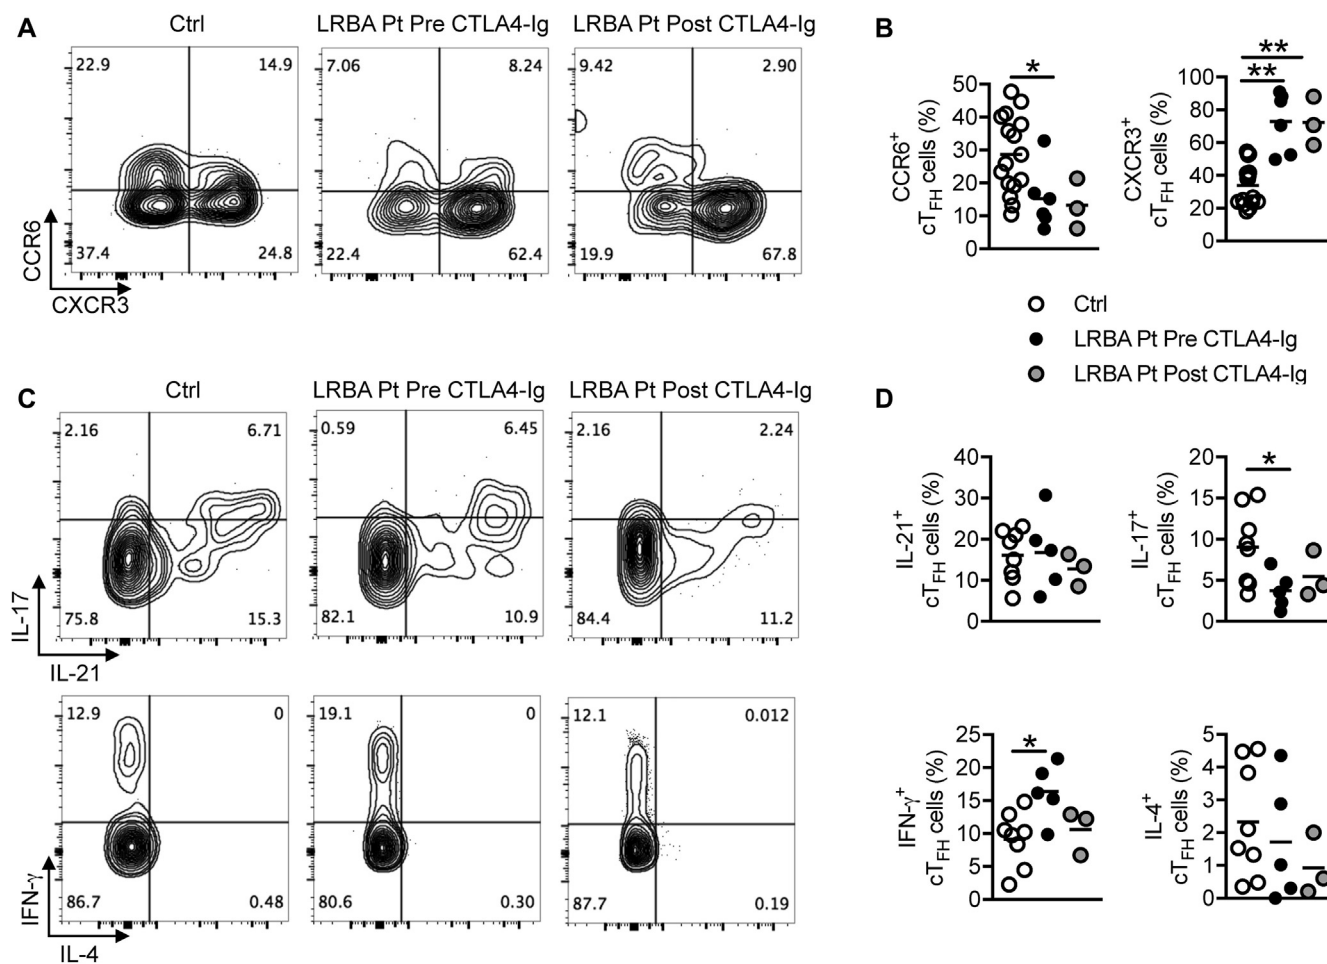 A
Ctrl
LRBA Pt Pre CTLA4-Ig
LRBA Pt Post CTLA4-Ig
22.9
14.9
37.4
24.8
7.06
8.24
22.4
62.4
9.42
2.90
19.9
67.8
CCR6
CXCR3
B
CCR6+
cTFH cells (%)
50
40
30
20
10
0
*
CXCR3+
cTFH cells (%)
100
80
60
40
20
0
**
**
Ctrl
LRBA Pt Pre CTLA4-Ig
LRBA Pt Post CTLA4-Ig
C
Ctrl
LRBA Pt Pre CTLA4-Ig
LRBA Pt Post CTLA4-Ig
2.16
6.71
75.8
15.3
0.59
6.45
82.1
10.9
2.16
2.24
84.4
11.2
IL-17
IL-21
12.9
0
86.7
0.48
19.1
0
80.6
0.30
12.1
0.012
87.7
0.19
IFN-γ
IL-4
D
IL-21+
cTFH cells (%)
40
30
20
10
0
IL-17+
cTFH cells (%)
20
15
10
5
0
*
IFN-γ+
cTFH cells (%)
25
20
15
10
5
0
*
IL-4+
cTFH cells (%)
5
4
3
2
1
0